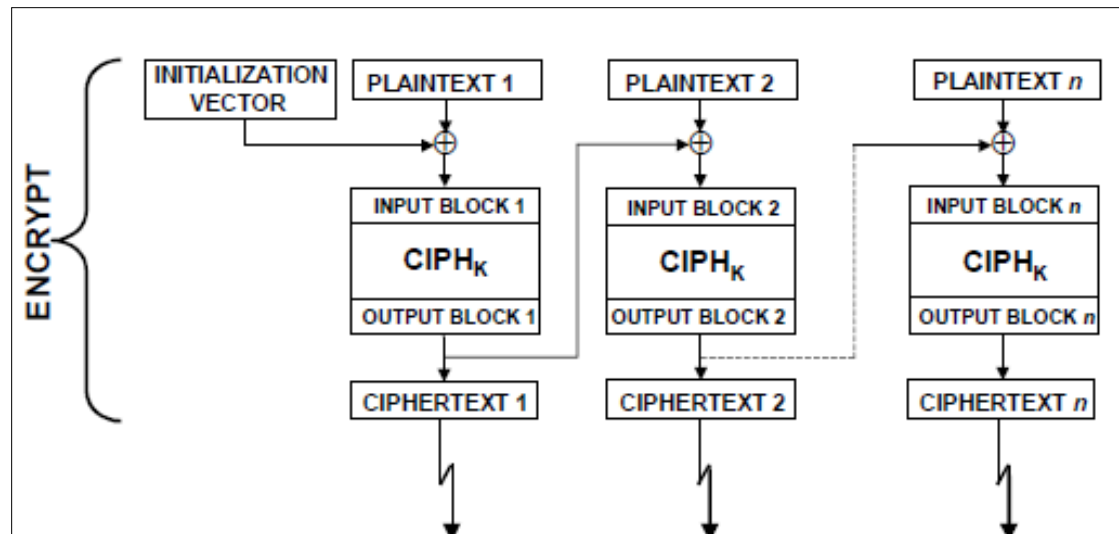 ENCRYPT
INITIALIZATION
VECTOR
PLAINTEXT 1
PLAINTEXT 2
PLAINTEXT n
INPUT BLOCK 1
INPUT BLOCK 2
INPUT BLOCK n
CIPHK
CIPHK
CIPHK
OUTPUT BLOCK 1
OUTPUT BLOCK 2
OUTPUT BLOCK n
CIPHERTEXT 1
CIPHERTEXT 2
CIPHERTEXT n